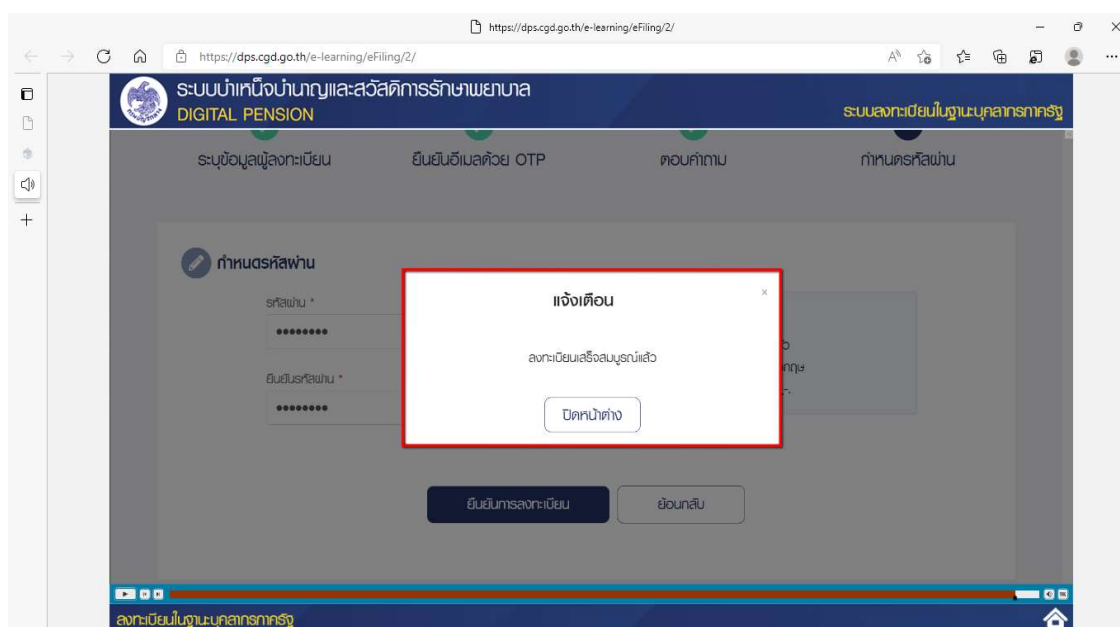 https://dps.cgd.go.th/e-learning/eFiling/2/
https://dps.cgd.go.th/e-learning/eFiling/2/
ระบบบำเหน็จบำนาญและสวัสดิการรักษาพยาบาล
DIGITAL PENSION
ระบบลงทะเบียนในฐานะบุคลากรภาครัฐ
ระบุข้อมูลผู้ลงทะเบียน ยืนยันอีเมลด้วย OTP ตอบคำถาม กำหนดรหัสผ่าน
กำหนดรหัสผ่าน
รหัสผ่าน *
แจ้งเตือน
ลงทะเบียนเสร็จสมบูรณ์แล้ว
ยืนยันรหัสผ่าน *
ปิดหน้าต่าง
ยืนยันการลงทะเบียน ย้อนกลับ
ลงทะเบียนในฐานะบุคลากรภาครัฐ